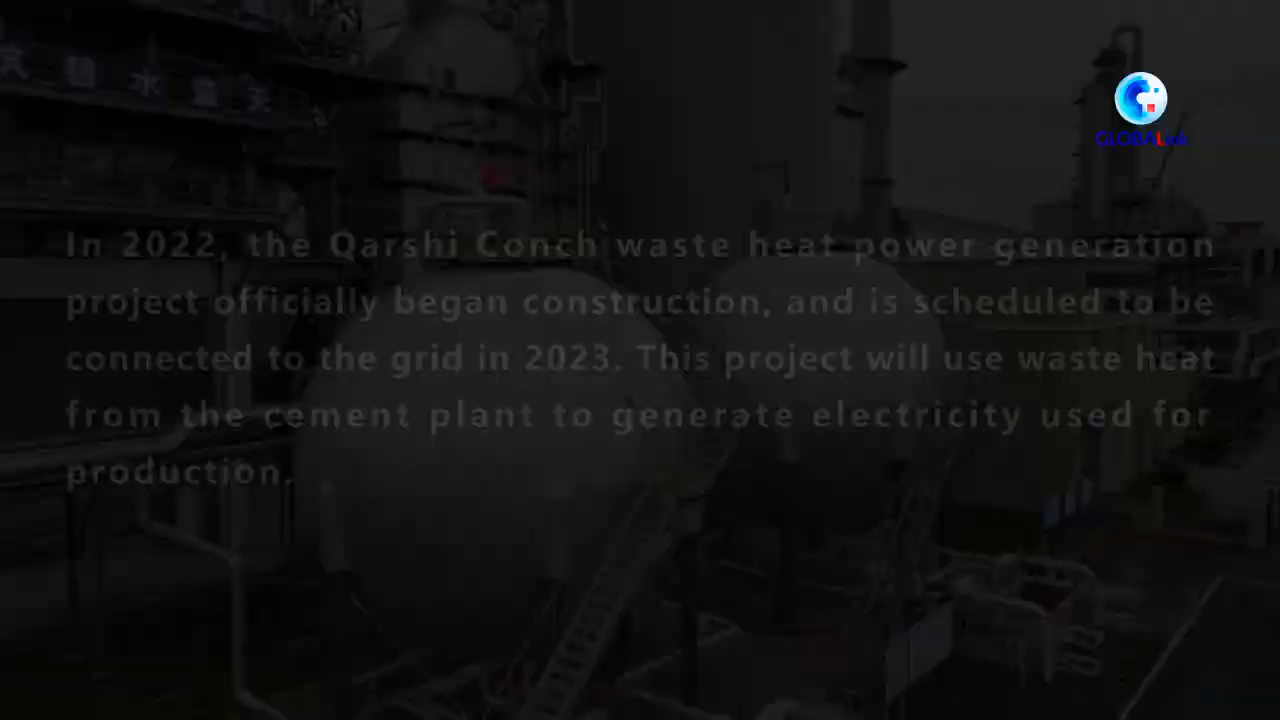 GLOBALink
In 2022, the Qarshi Conch waste heat power generation
project officially began construction, and is scheduled to be
connected to the grid in 2023. This project will use waste heat
from the cement plant to generate electricity used for
production.